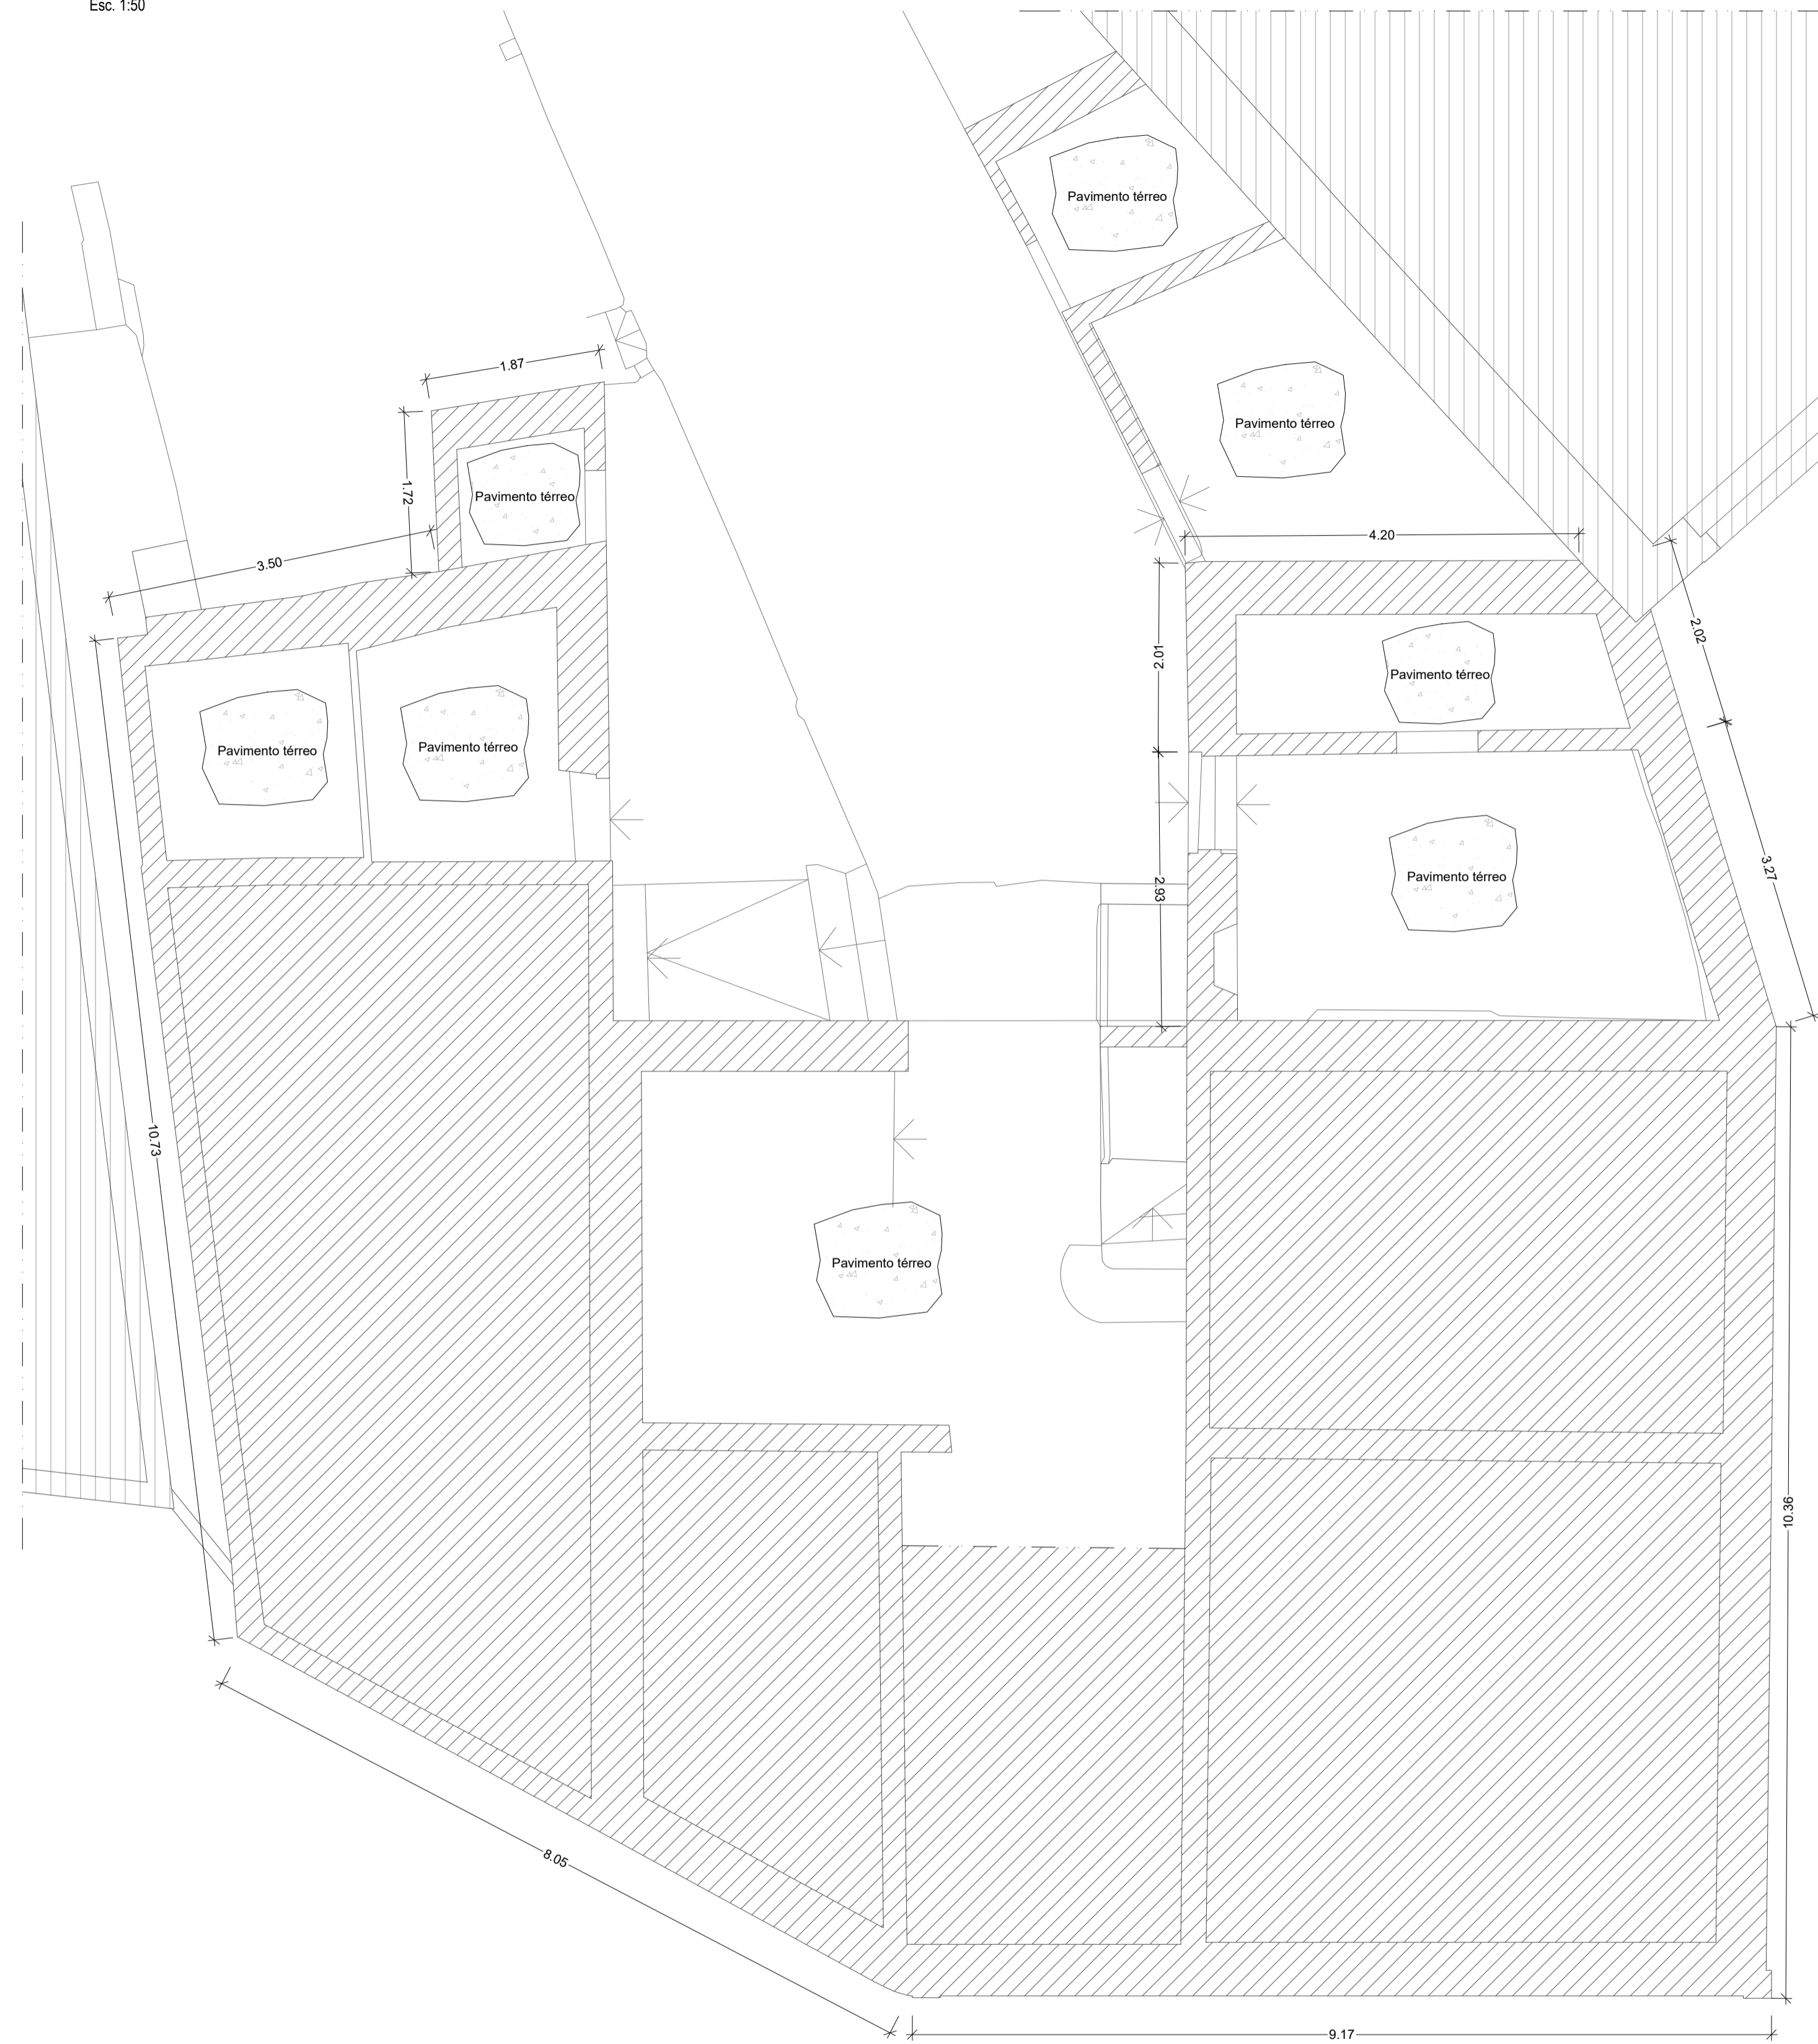 Esc. 1:50
Pavimento térreo
1.87
Pavimento térreo
1.72
Pavimento térreo
4.20
3.50
2.02
2.01
Pavimento térreo
Pavimento térreo
Pavimento térreo
3.27
Pavimento térreo
2.93
10.73
Pavimento térreo
10.36
8.05
9.17